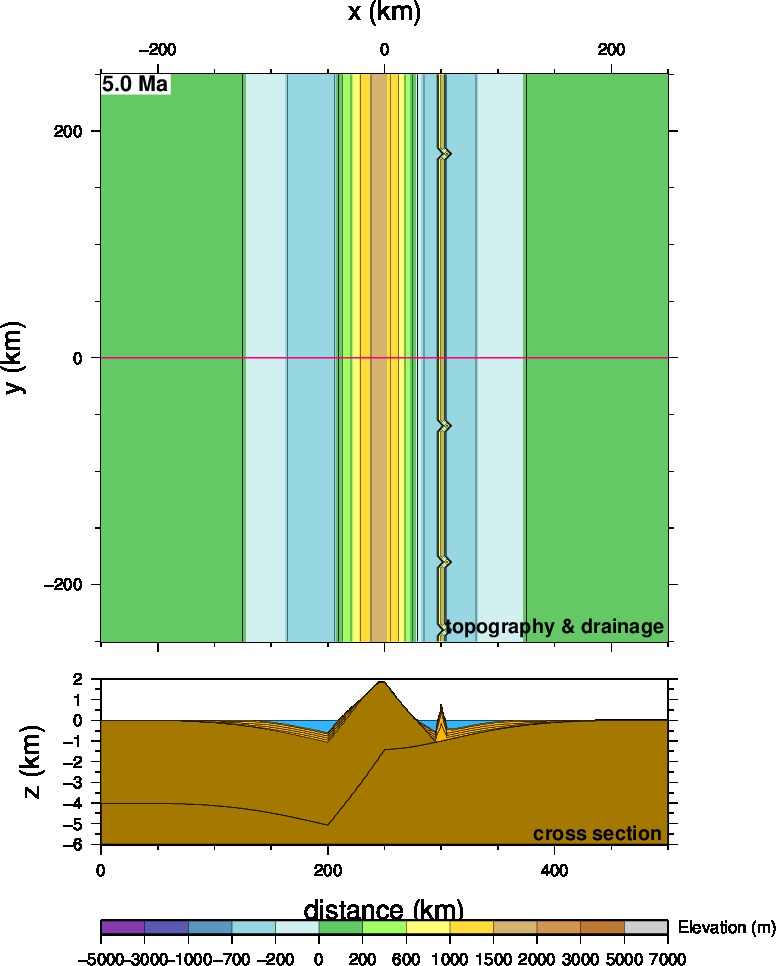 x (km)
−200 0 200
5.0 Ma
200
0
−200
y (km)
topography & drainage
2
1
0
−1
−2
−3
−4
−5
−6
z (km)
cross section
0 200 400
distance (km)
Elevation (m)
−5000 −3000 −1000 −700 −200 0 200 600 1000 1500 2000 3000 5000 7000